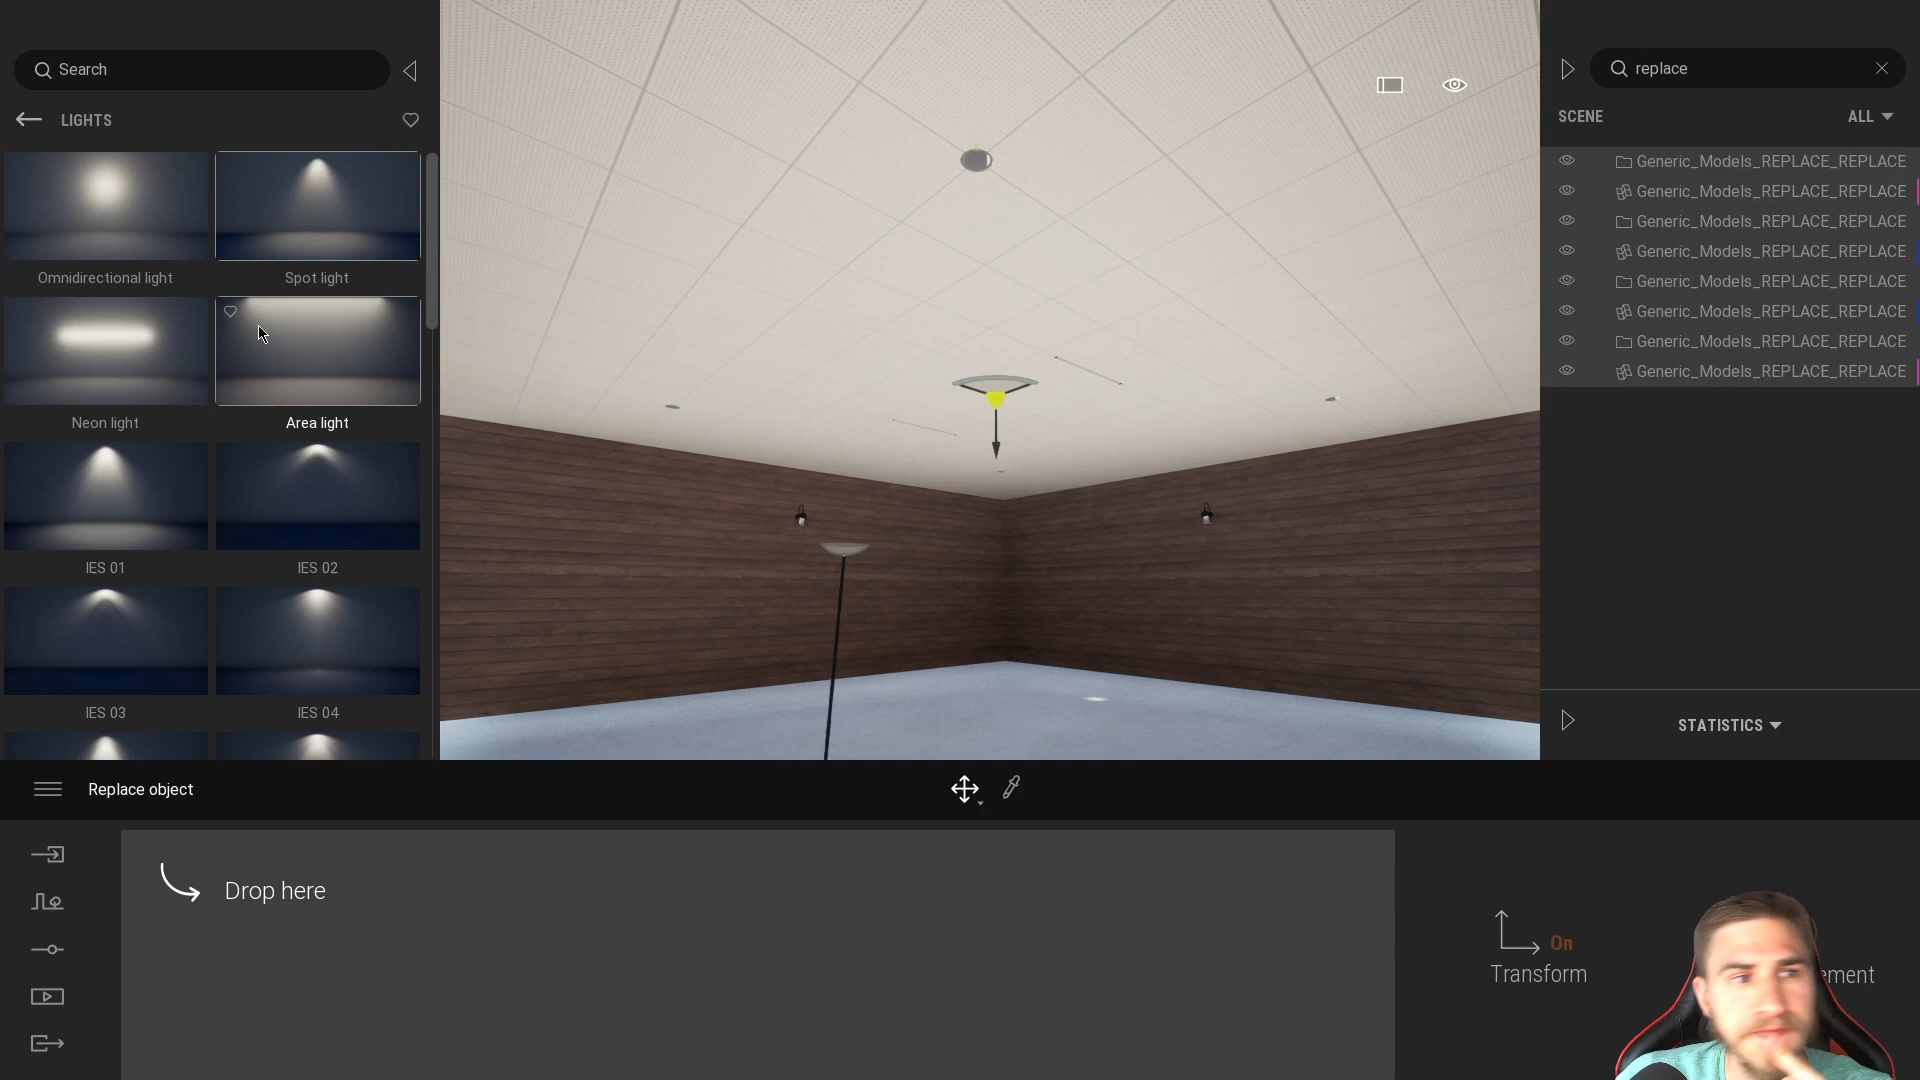 Search
LIGHTS
Omnidirectional light
Spot light
Neon light
Area light
IES 01
IES 02
IES 03
IES 04
replace
SCENE
ALL
Generic_Models_REPLACE_REPLACE
Generic_Models_REPLACE_REPLACE
Generic_Models_REPLACE_REPLACE
Generic_Models_REPLACE_REPLACE
Generic_Models_REPLACE_REPLACE
Generic_Models_REPLACE_REPLACE
Generic_Models_REPLACE_REPLACE
Generic_Models_REPLACE_REPLACE
STATISTICS
Replace object
Drop here
On
Transform